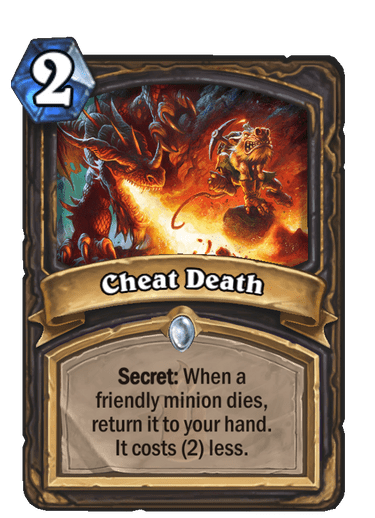 2
Cheat Death
Secret: When a
friendly minion dies,
return it to your hand.
It costs (2) less.